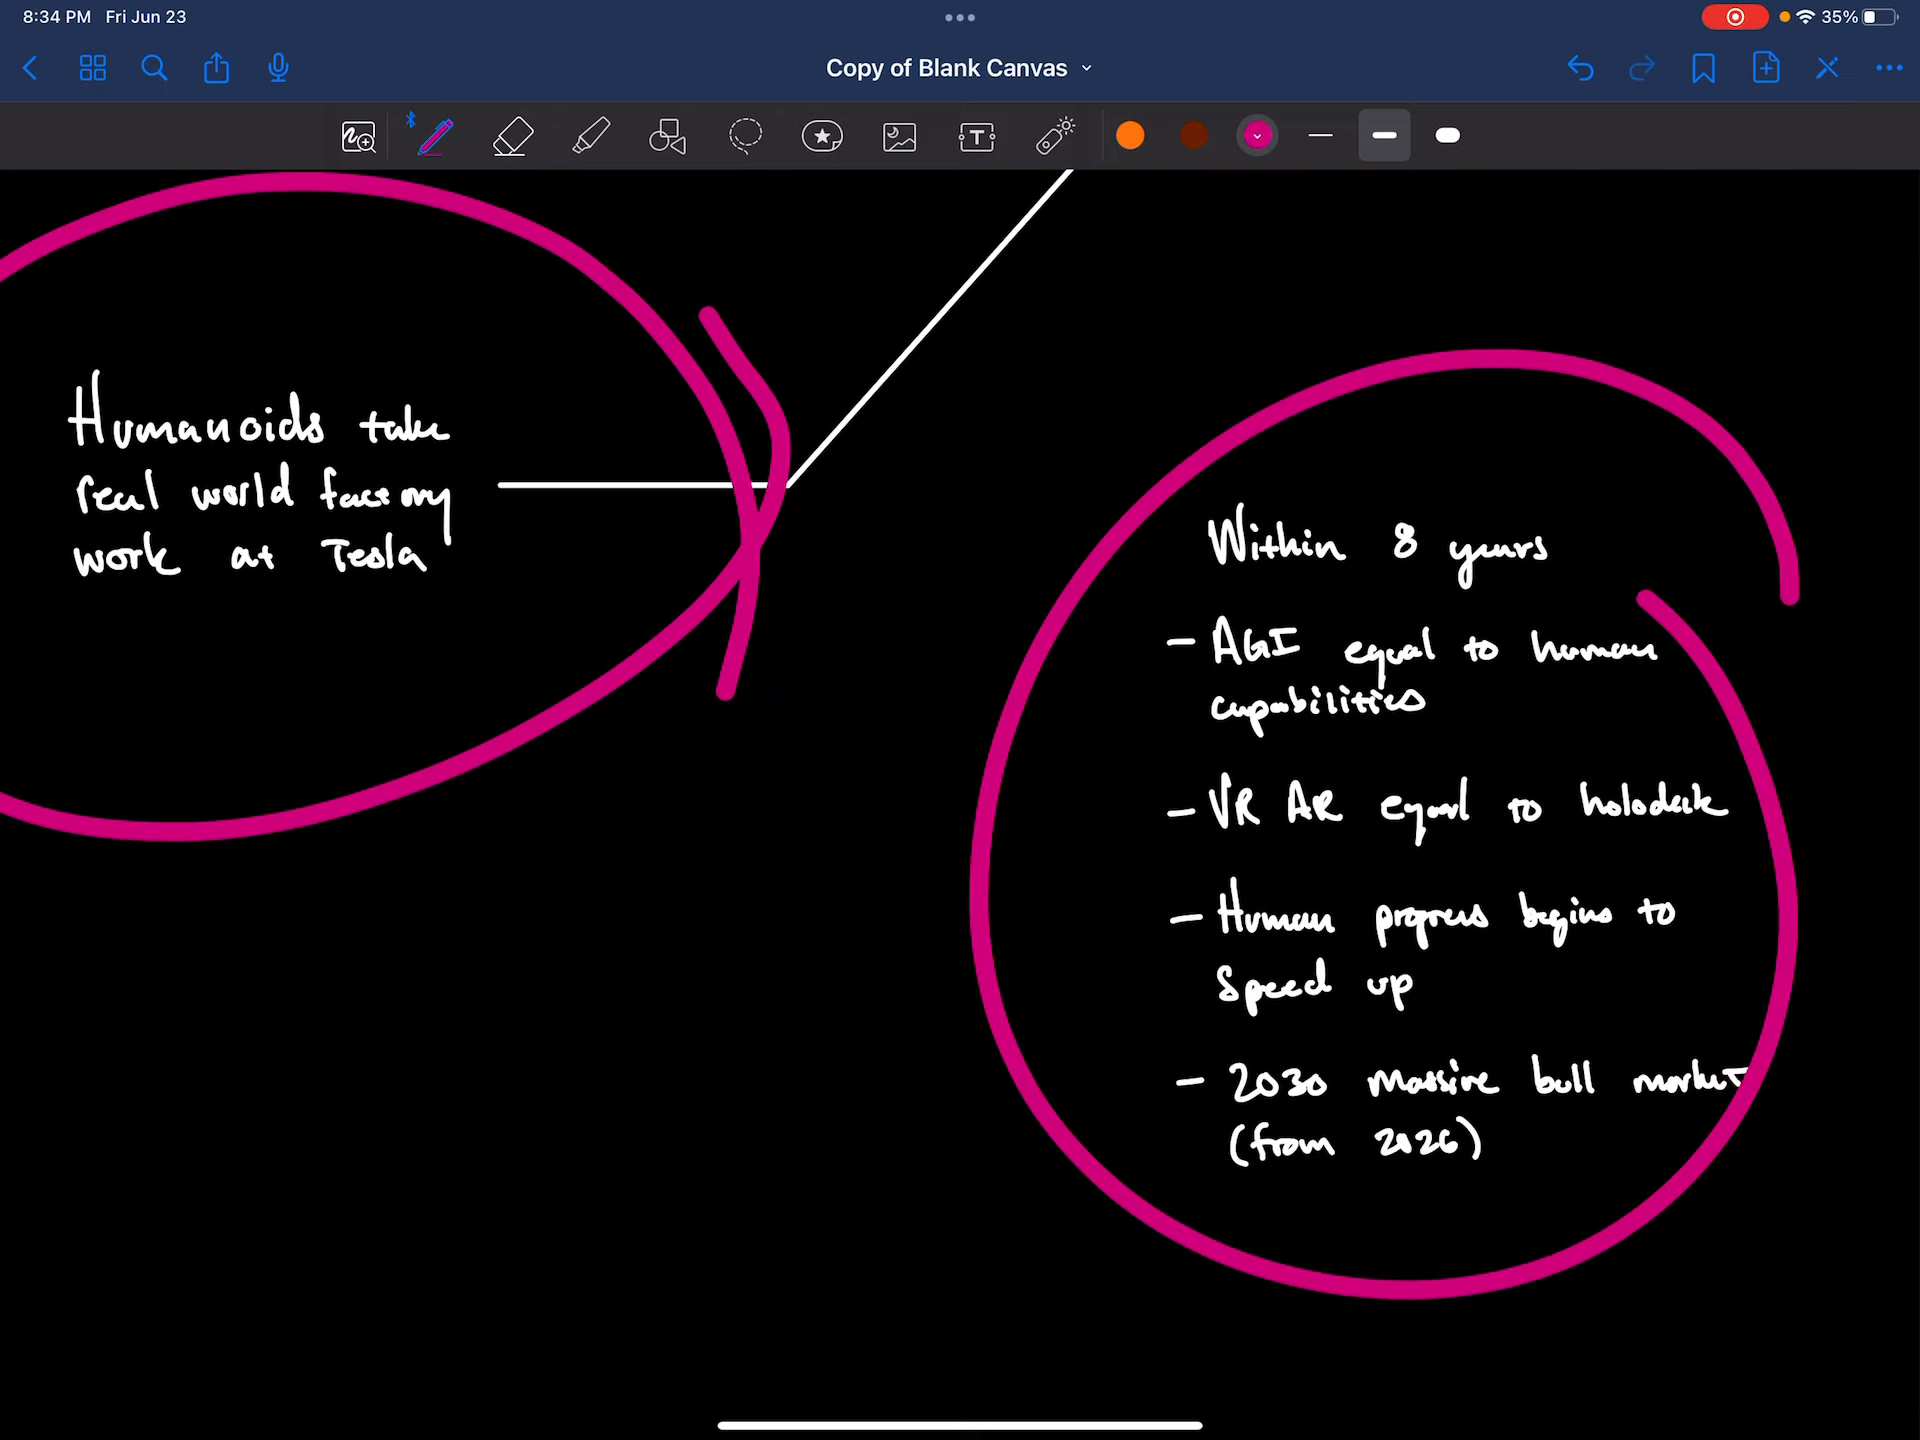 8:34 PM Fri Jun 23
35%
Copy of Blank Canvas
T
Humanoids take
real world factory
work at Tesla
Within 8 years
- AGI equal to human
capabilities
- VR AR equal to holodeck
- Human progress begins to
speed up
- 2030 massive bull market
(from 2026)